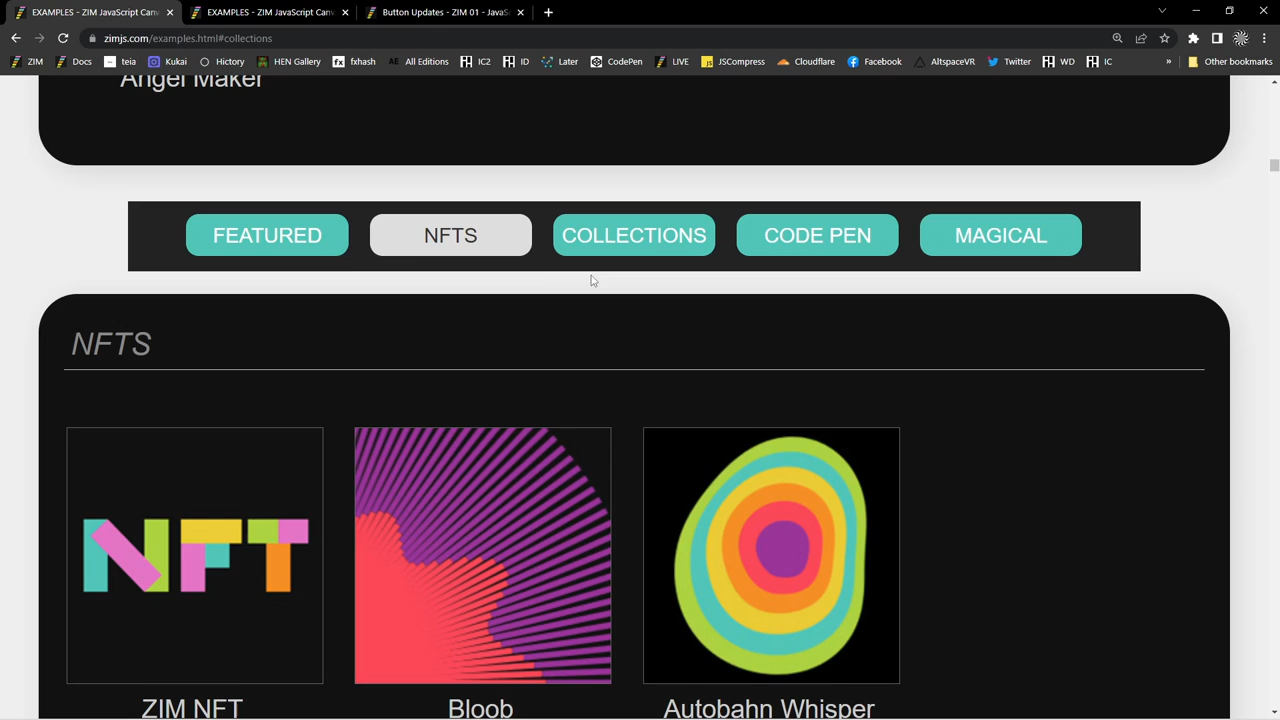 EXAMPLES - ZIM JavaScript Canv
EXAMPLES - ZIM JavaScript Canv
Button Updates - ZIM 01 - JavaS
zimjs.com/examples.html#collections
ZIM Docs teia Kukai Hictory HEN Gallery fxhash All Editions IC2 ID Later CodePen LIVE JSCompress Cloudflare Facebook AltspaceVR Twitter WD IC » Other bookmarks
Angel Maker
FEATURED NFTS COLLECTIONS CODE PEN MAGICAL
NFTS
NFT
ZIM NFT Bloob Autobahn Whisper